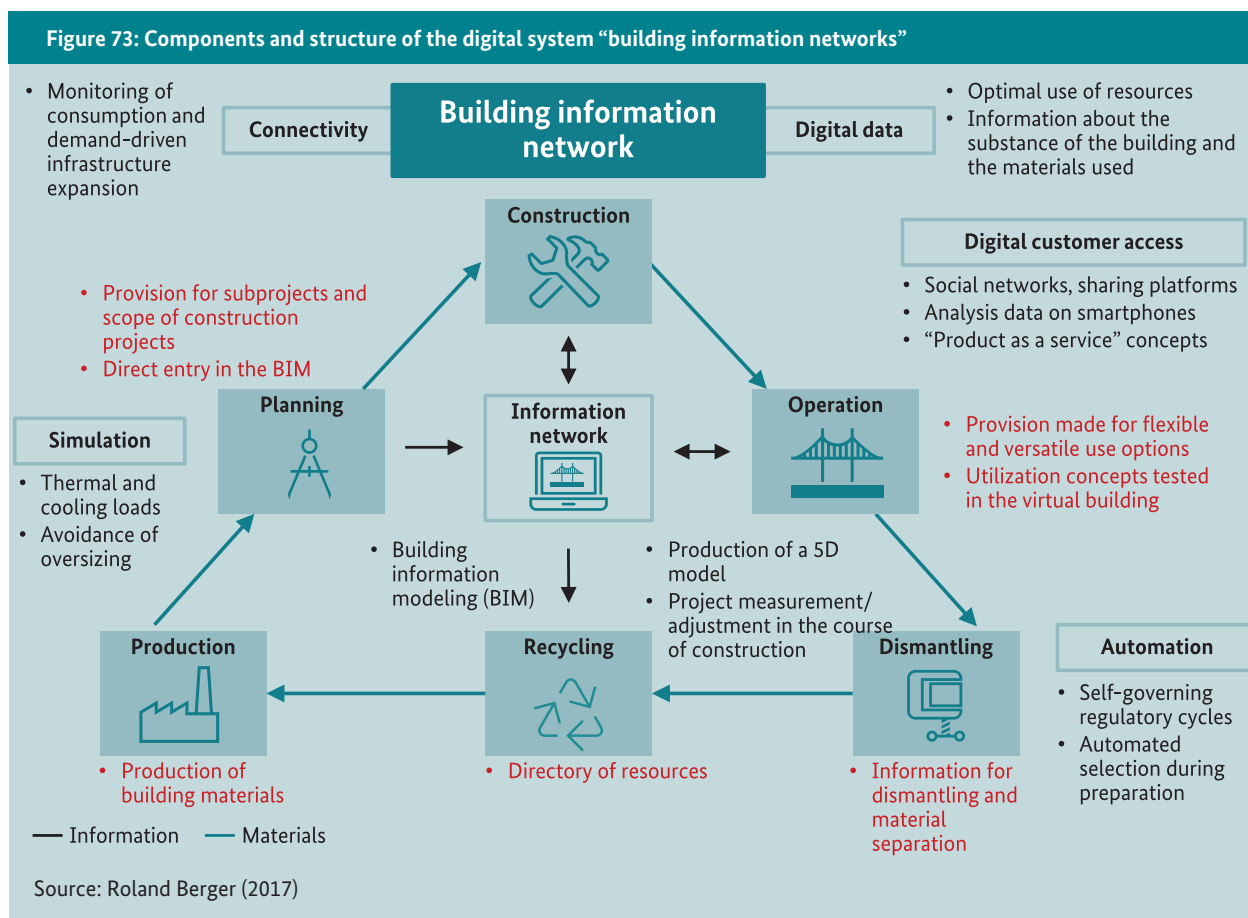 Figure 73: Components and structure of the digital system “building information networks”
• Monitoring of
consumption and
demand-driven
infrastructure
expansion
Connectivity
Building information
network
Digital data
• Optimal use of resources
• Information about the
substance of the building and
the materials used
Construction
Digital customer access
• Social networks, sharing platforms
• Analysis data on smartphones
• “Product as a service” concepts
• Provision for subprojects and
scope of construction
projects
• Direct entry in the BIM
Planning
Information
network
Operation
• Provision made for flexible
and versatile use options
• Utilization concepts tested
in the virtual building
Simulation
• Thermal and
cooling loads
• Avoidance of
oversizing
• Building
information
modeling (BIM)
• Production of a 5D
model
• Project measurement/
adjustment in the course
of construction
Production
Recycling
Dismantling
Automation
• Self-governing
regulatory cycles
• Automated
selection during
preparation
• Production of
building materials
• Directory of resources
• Information for
dismantling and
material
separation
Information
Materials
Source: Roland Berger (2017)